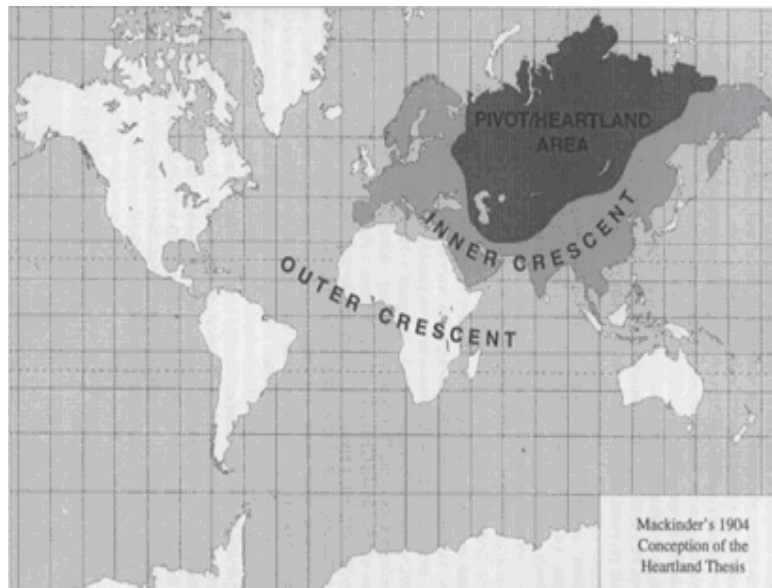 PIVOT/HEARTLAND
AREA
INNER CRESCENT
OUTER CRESCENT
Mackinder's 1904
Conception of the
Heartland Thesis